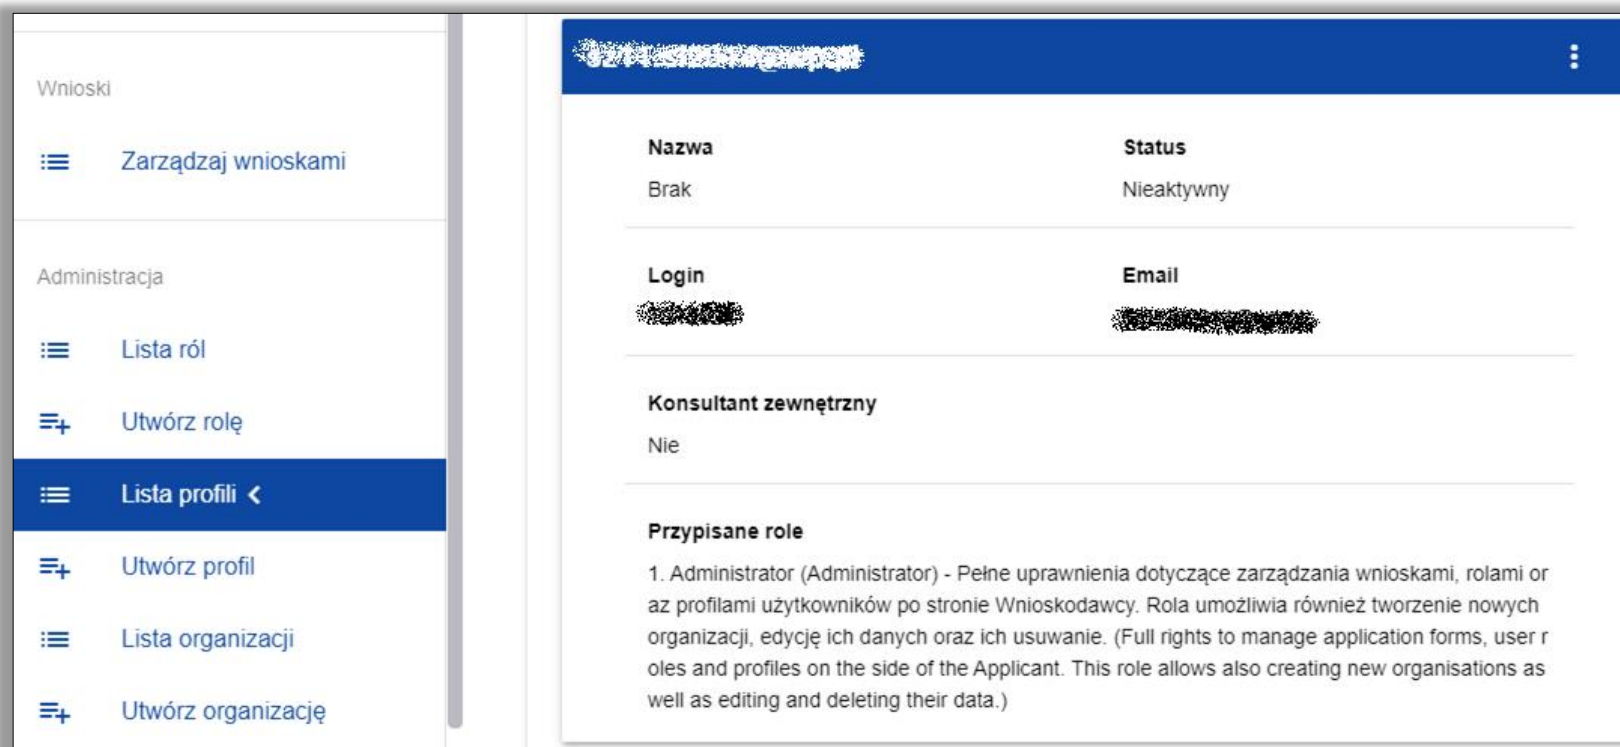 Wnioski
Zarządzaj wnioskami
Administracja
Lista ról
Utwórz rolę
Lista profili <
Utwórz profil
Lista organizacji
Utwórz organizację
Nazwa
Status
Brak
Nieaktywny
Login
Email
Konsultant zewnętrzny
Nie
Przypisane role
1. Administrator (Administrator) - Pełne uprawnienia dotyczące zarządzania wnioskami, rolami or
az profilami użytkowników po stronie Wnioskodawcy. Rola umożliwia również tworzenie nowych
organizacji, edycję ich danych oraz ich usuwanie. (Full rights to manage application forms, user r
oles and profiles on the side of the Applicant. This role allows also creating new organisations as
well as editing and deleting their data.)